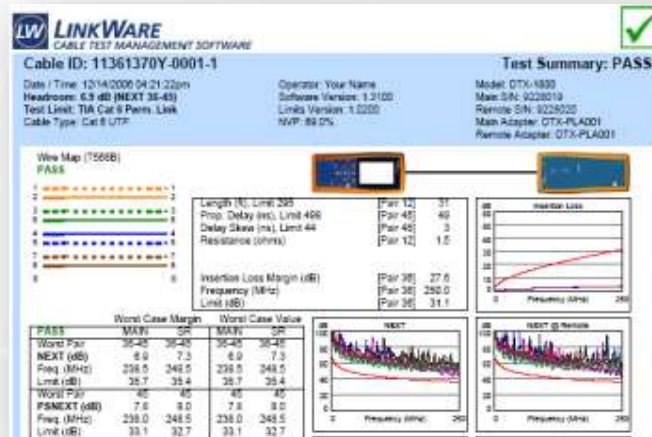 LW LINKWARE
CABLE TEST MANAGEMENT SOFTWARE
Cable ID: 11361370Y-0001-1
Test Summary: PASS
Date / Time: 12/14/2006 04:21:22pm
Headroom: 6.9 dB (NEXT 36-45)
Test Limit: TIA Cat 6 Perm. Link
Cable Type: Cat 6 UTP
Operator: Your Name
Software Version: 1.3100
Limits Version: 1.0200
NVP: 69.0%
Model: DTX-1800
Main S/N: 9228019
Remote S/N: 9228020
Main Adapter: DTX-PLA001
Remote Adapter: DTX-PLA001
Wire Map (T568B)
PASS
Length (ft), Limit 295 [Pair 12] 31
Prop. Delay (ns), Limit 498 [Pair 45] 49
Delay Skew (ns), Limit 44 [Pair 45] 3
Resistance (ohms) [Pair 12] 1.5
Insertion Loss Margin (dB) [Pair 36] 27.6
Frequency (MHz) [Pair 36] 250.0
Limit (dB) [Pair 36] 31.1
Insertion Loss
Frequency (MHz)
Worst Case Margin Worst Case Value
PASS MAIN SR MAIN SR
Worst Pair 36-45 36-45 36-45 36-45
NEXT (dB) 6.9 7.3 6.9 7.3
Freq. (MHz) 238.5 248.5 238.5 248.5
Limit (dB) 35.7 35.4 35.7 35.4
Worst Pair 45 45 45 45
PSNEXT (dB) 7.8 8.0 7.8 8.0
Freq. (MHz) 238.0 248.5 238.0 248.5
Limit (dB) 33.1 32.7 33.1 32.7
NEXT
Frequency (MHz)
NEXT @ Remote
Frequency (MHz)